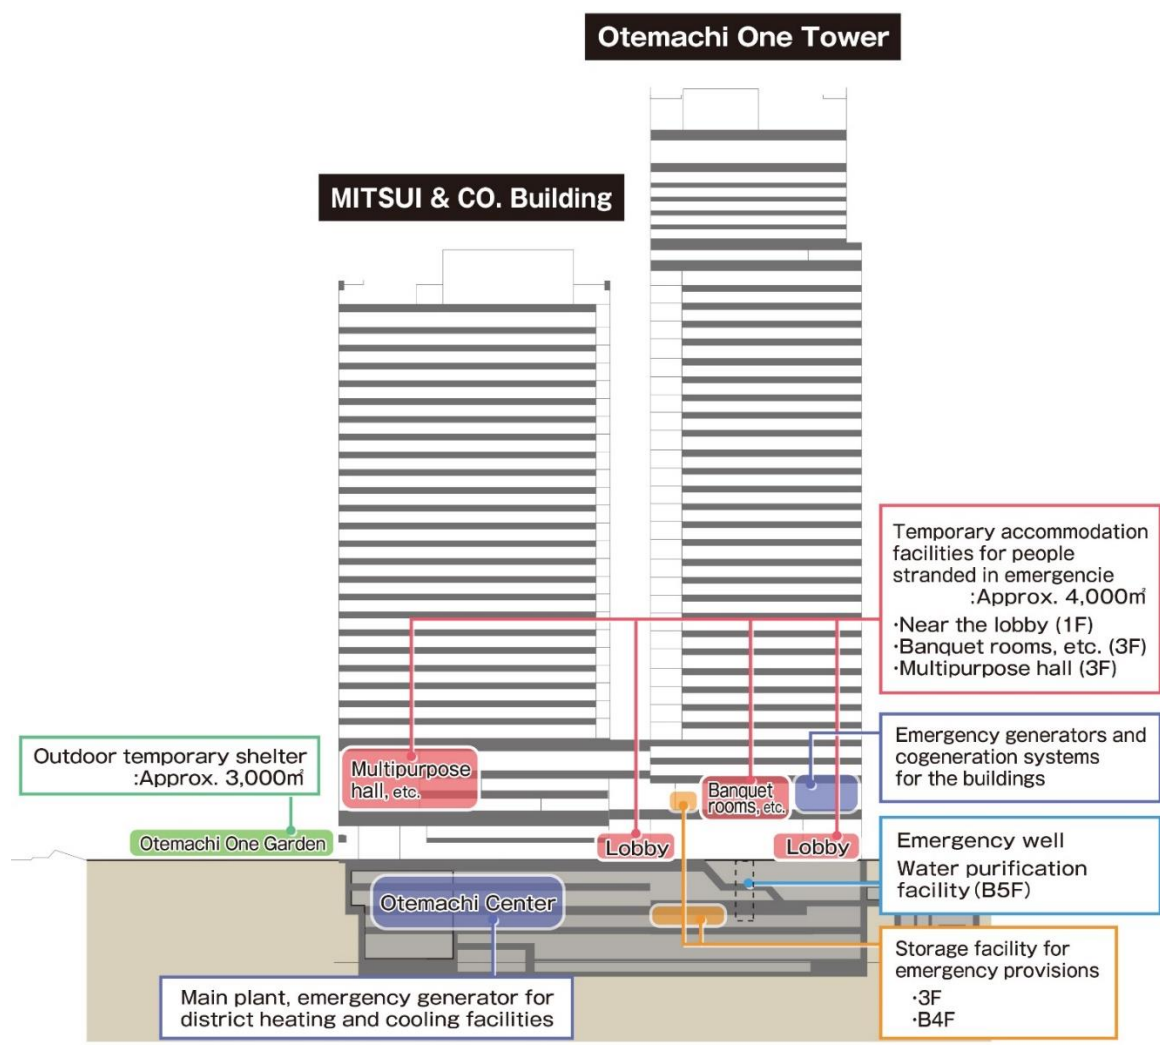 Otemachi One Tower
MITSUI & CO. Building
Temporary accommodation
facilities for people
stranded in emergencie
:Approx. 4,000㎡
・Near the lobby (1F)
・Banquet rooms, etc. (3F)
・Multipurpose hall (3F)
Outdoor temporary shelter
:Approx. 3,000㎡
Multipurpose
hall, etc.
Banquet
rooms, etc.
Emergency generators and
cogeneration systems
for the buildings
Otemachi One Garden
Lobby
Lobby
Emergency well
Water purification
facility (B5F)
Otemachi Center
Storage facility for
emergency provisions
・3F
・B4F
Main plant, emergency generator for
district heating and cooling facilities